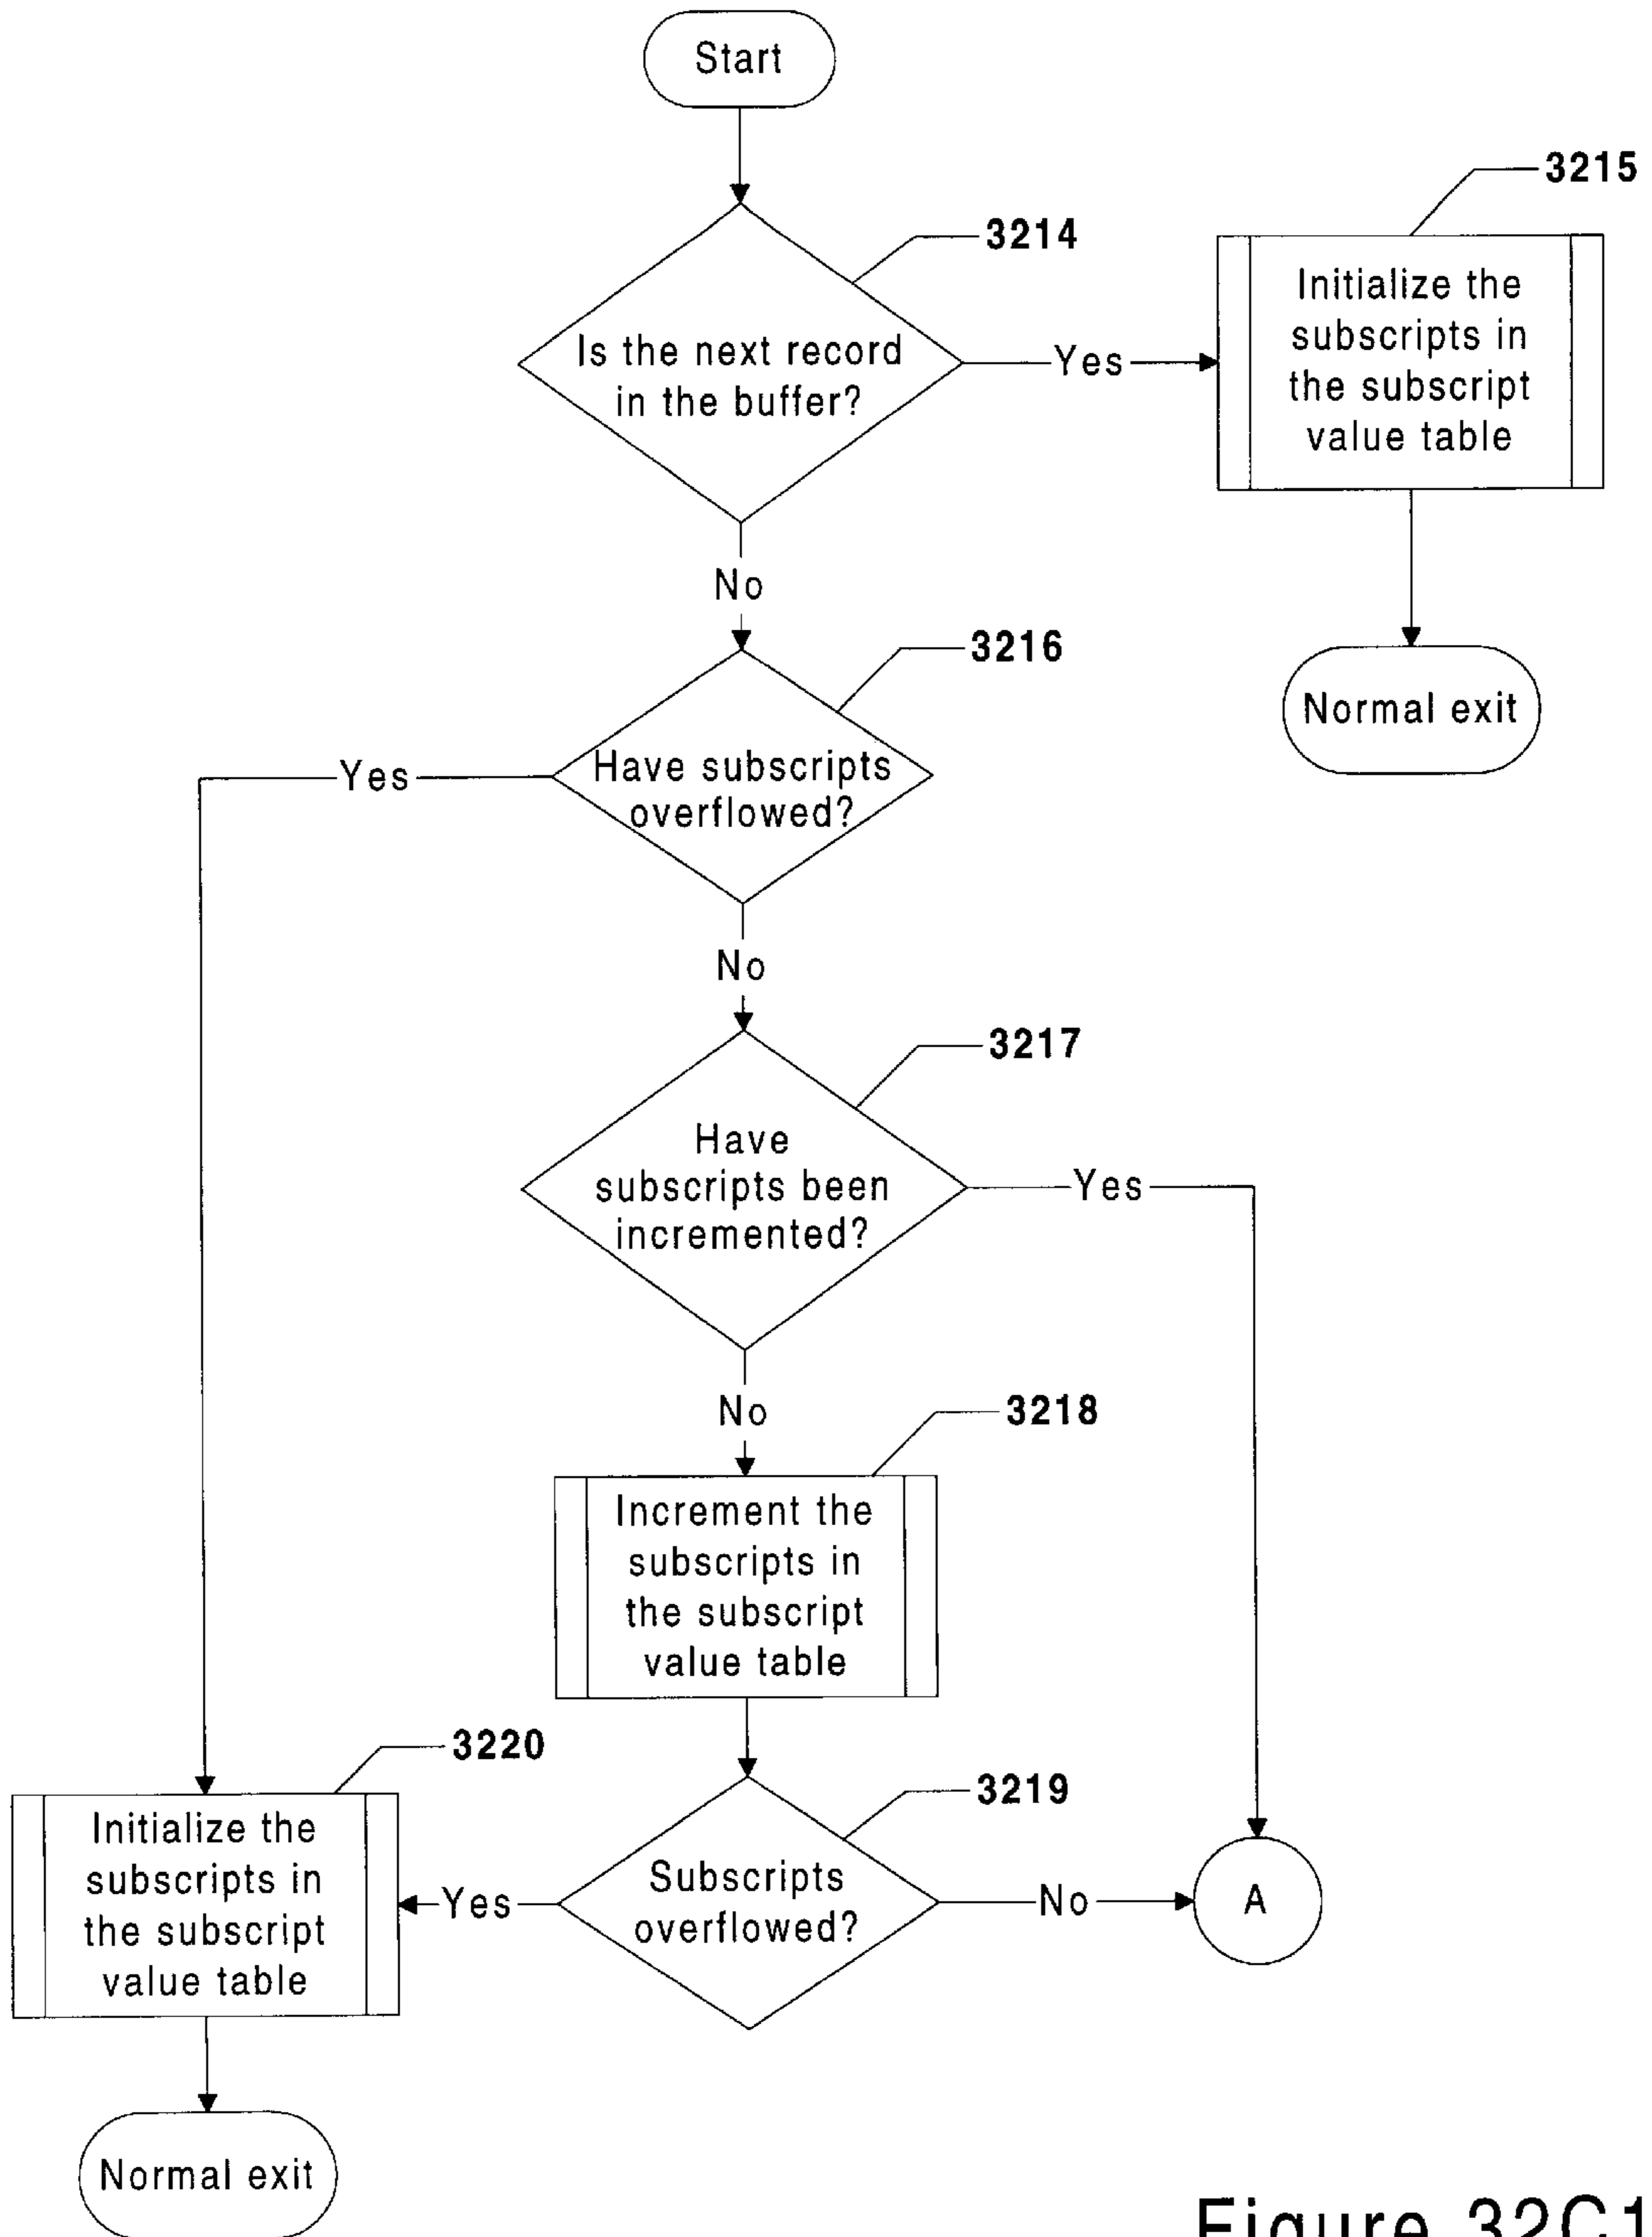 Start
3215
3214
Initialize the
subscripts in
the subscript
value table
Is the next record
in the buffer?
Yes
No
3216
Normal exit
Have subscripts
overflowed?
Yes
No
3217
Have
subscripts been
incremented?
Yes
No
3218
Increment the
subscripts in
the subscript
value table
3220
3219
Initialize the
subscripts in
the subscript
value table
Yes
Subscripts
overflowed?
No
A
Normal exit
Figure 32C1